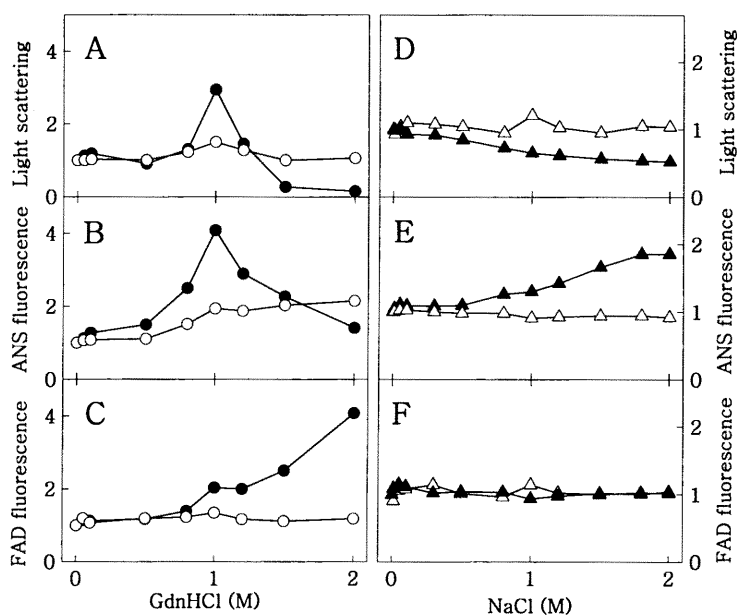 A
D
Light scattering
4
2
0
2
1
0
Light scattering
B
E
ANS fluorescence
4
2
0
2
1
0
ANS fluorescence
C
F
FAD fluorescence
4
2
0
2
1
0
FAD fluorescence
0 1 2
0 1 2
GdnHCl (M)
NaCl (M)